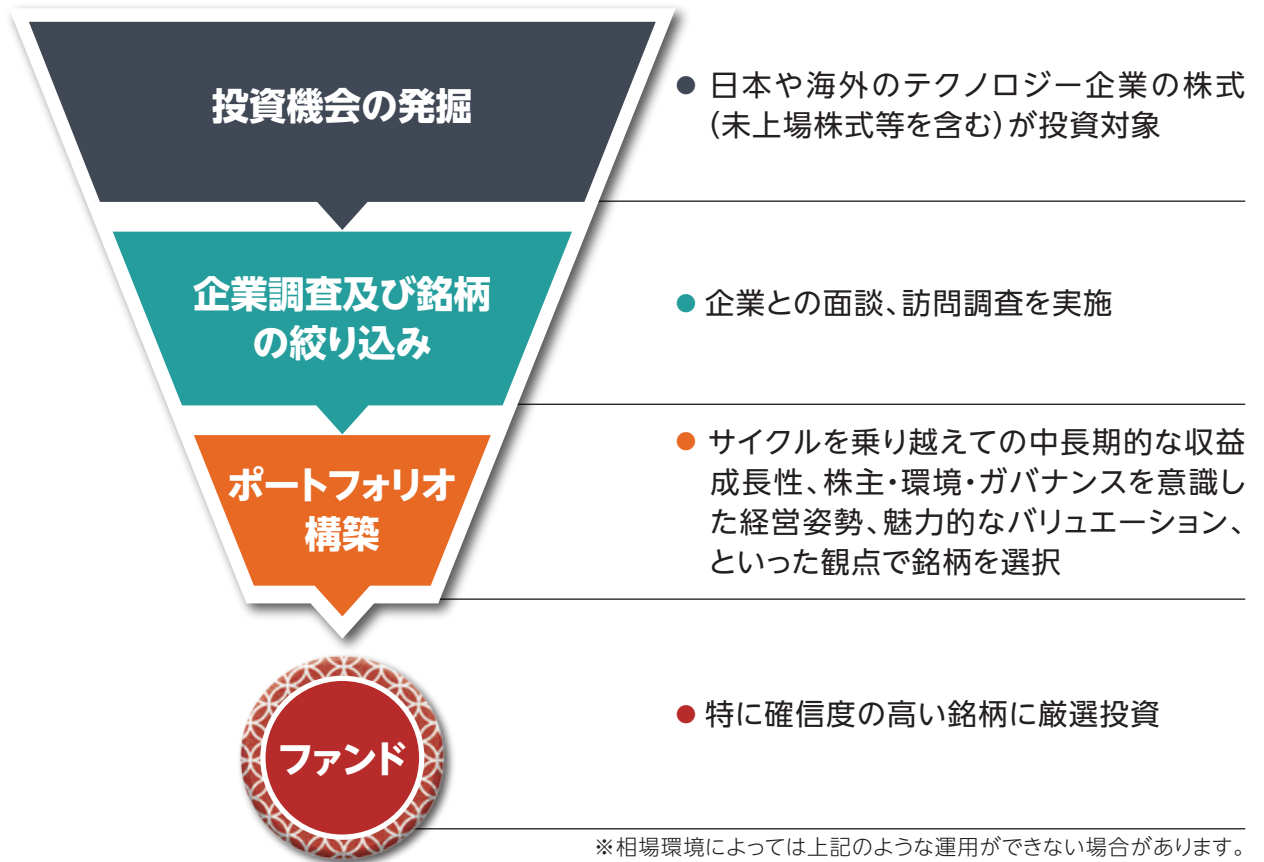 投資機会の発掘
● 日本や海外のテクノロジー企業の株式
(未上場株式等を含む)が投資対象
企業調査及び銘柄
の絞り込み
● 企業との面談、訪問調査を実施
ポートフォリオ
構築
● サイクルを乗り越えての中長期的な収益
成長性、株主・環境・ガバナンスを意識し
た経営姿勢、魅力的なバリュエーション、
といった観点で銘柄を選択
ファンド
● 特に確信度の高い銘柄に厳選投資
※相場環境によっては上記のような運用ができない場合があります。